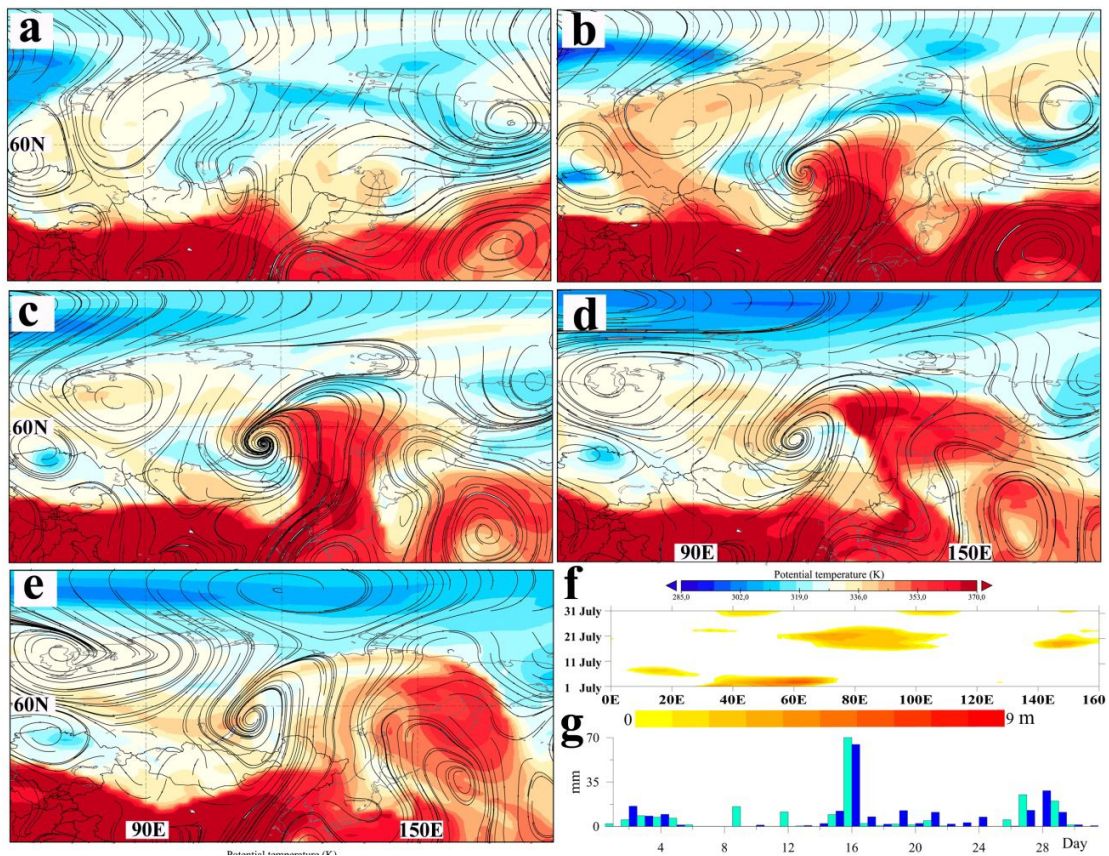 a
b
60N
c
d
60N
90E
150E
e
60N
90E
150E
Potential temperature (K)
f
Potential temperature (K)
285,0 302,0 319,0 336,0 353,0 370,0
31 July
21 July
11 July
1 July
0E 20E 40E 60E 80E 100E 120E 140E 160
g
0 9 m
70
35
0
mm
4 8 12 16 20 24 28 Day